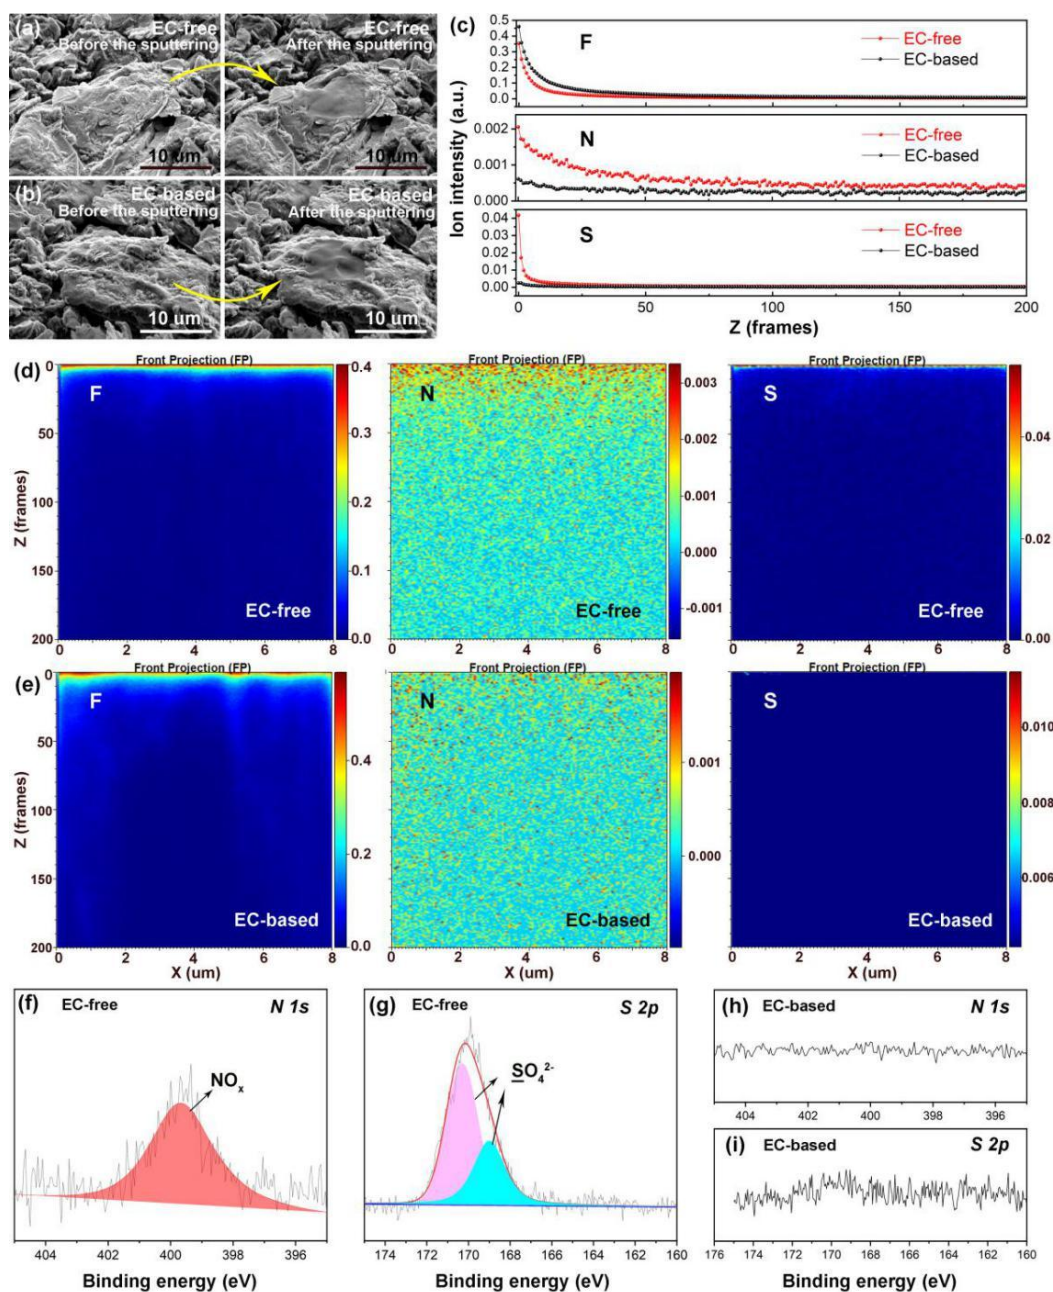 (a)
EC-free
Before the sputtering
10 um
EC-free
After the sputtering
10 um
(b)
EC-based
Before the sputtering
10 um
EC-based
After the sputtering
10 um
(c)
Ion intensity (a.u.)
0.5
0.4
0.3
0.2
0.1
0.0
F
EC-free
EC-based
0.002
0.001
0.000
N
EC-free
EC-based
0.04
0.03
0.02
0.01
0.00
S
EC-free
EC-based
0 50 100 150 200
Z (frames)
(d)
Front Projection (FP)
F
EC-free
Z (frames)
0
50
100
150
200
0 2 4 6 8
0.4
0.3
0.2
0.1
0.0
Front Projection (FP)
N
EC-free
0 2 4 6 8
0.003
0.002
0.001
0.000
-0.001
Front Projection (FP)
S
EC-free
0 2 4 6 8
0.04
0.02
0.00
(e)
Front Projection (FP)
F
EC-based
Z (frames)
0
50
100
150
200
0 2 4 6 8
X (um)
0.4
0.2
0.0
Front Projection (FP)
N
EC-based
0 2 4 6 8
X (um)
0.001
0.000
Front Projection (FP)
S
EC-based
0 2 4 6 8
X (um)
0.010
0.008
0.006
(f)
EC-free
N 1s
NOx
404 402 400 398 396
Binding energy (eV)
(g)
EC-free
S 2p
SO42-
174 172 170 168 166 164 162 160
Binding energy (eV)
(h)
EC-based
N 1s
404 402 400 398 396
(i)
EC-based
S 2p
176 174 172 170 168 166 164 162 160
Binding energy (eV)